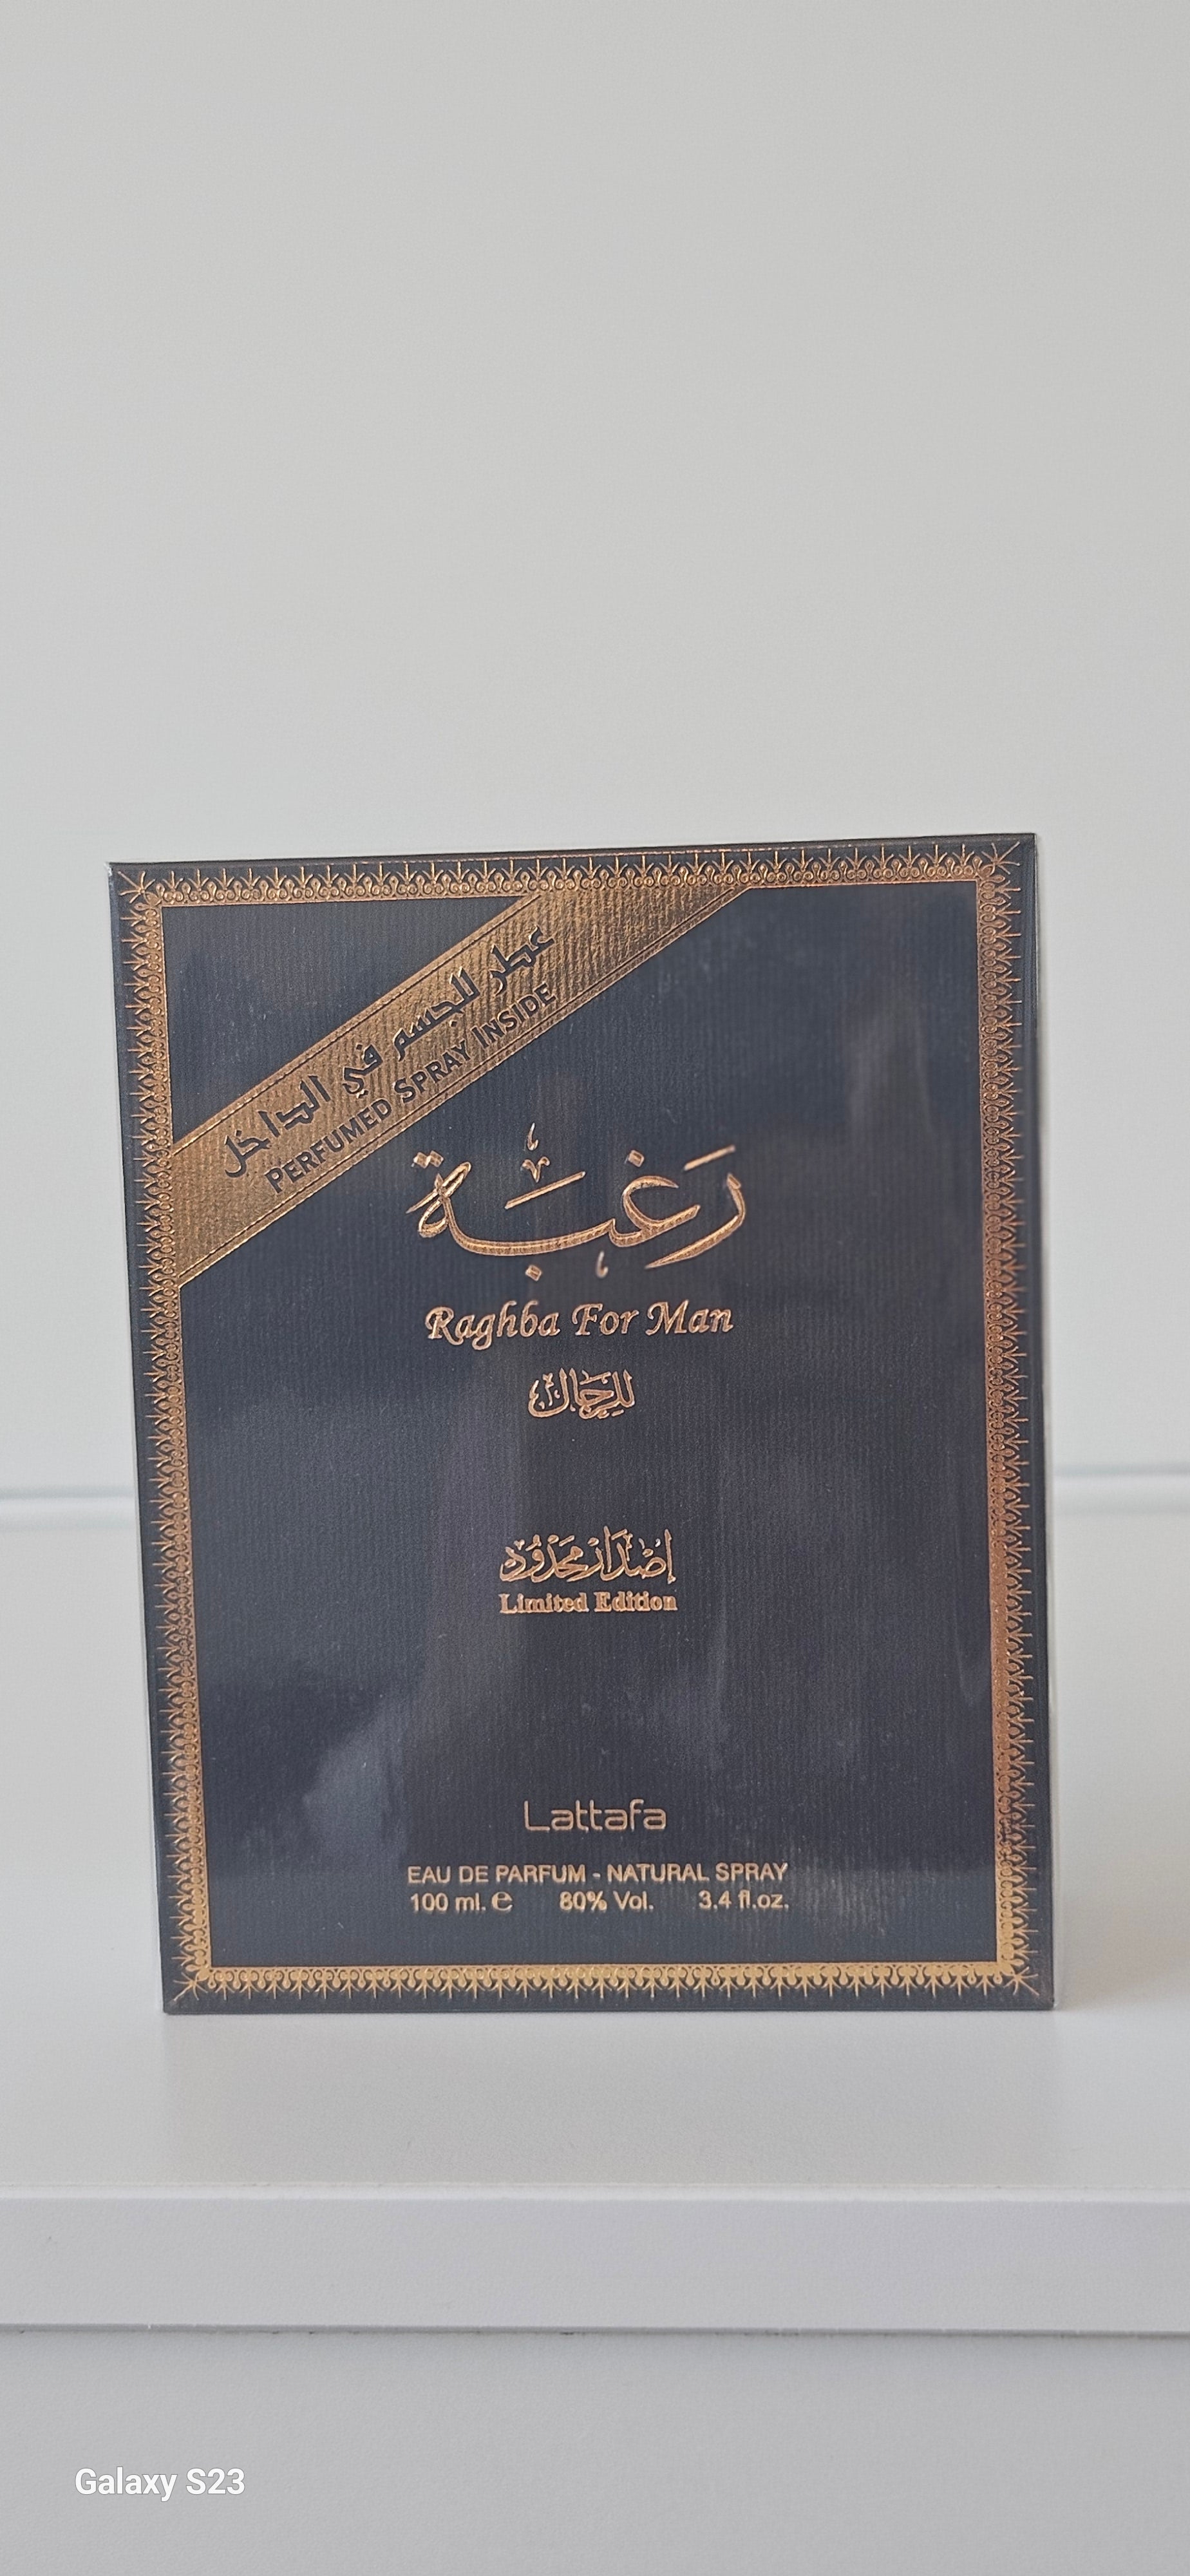 عطر للجسم في الداخل
PERFUMED SPRAY INSIDE
رَغبَة
Raghba For Man
للرجال
إصدار محدود
Limited Edition
Lattafa
EAU DE PARFUM - NATURAL SPRAY
100 ml. ℮ 80% Vol. 3.4 fl.oz.
Galaxy S23